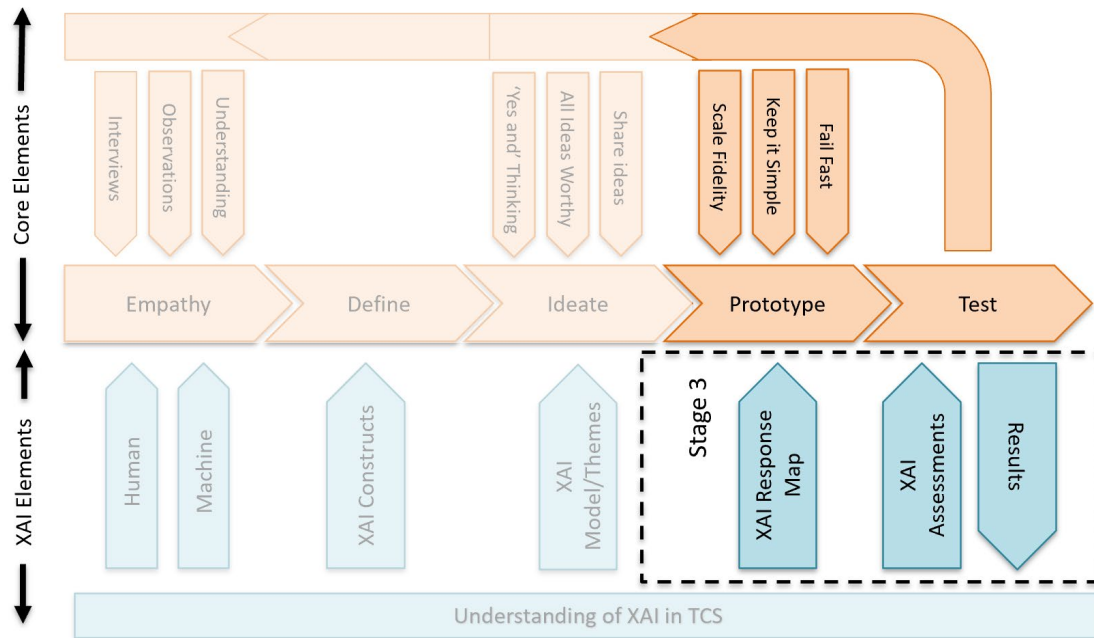 Core Elements
Interviews
Observations
Understanding
'Yes and' Thinking
All Ideas Worthy
Share ideas
Scale Fidelity
Keep it Simple
Fail Fast
Empathy
Define
Ideate
Prototype
Test
XAI Elements
Human
Machine
XAI Constructs
XAI
Model/Themes
Stage 3
XAI Response
Map
XAI
Assessments
Results
Understanding of XAI in TCS